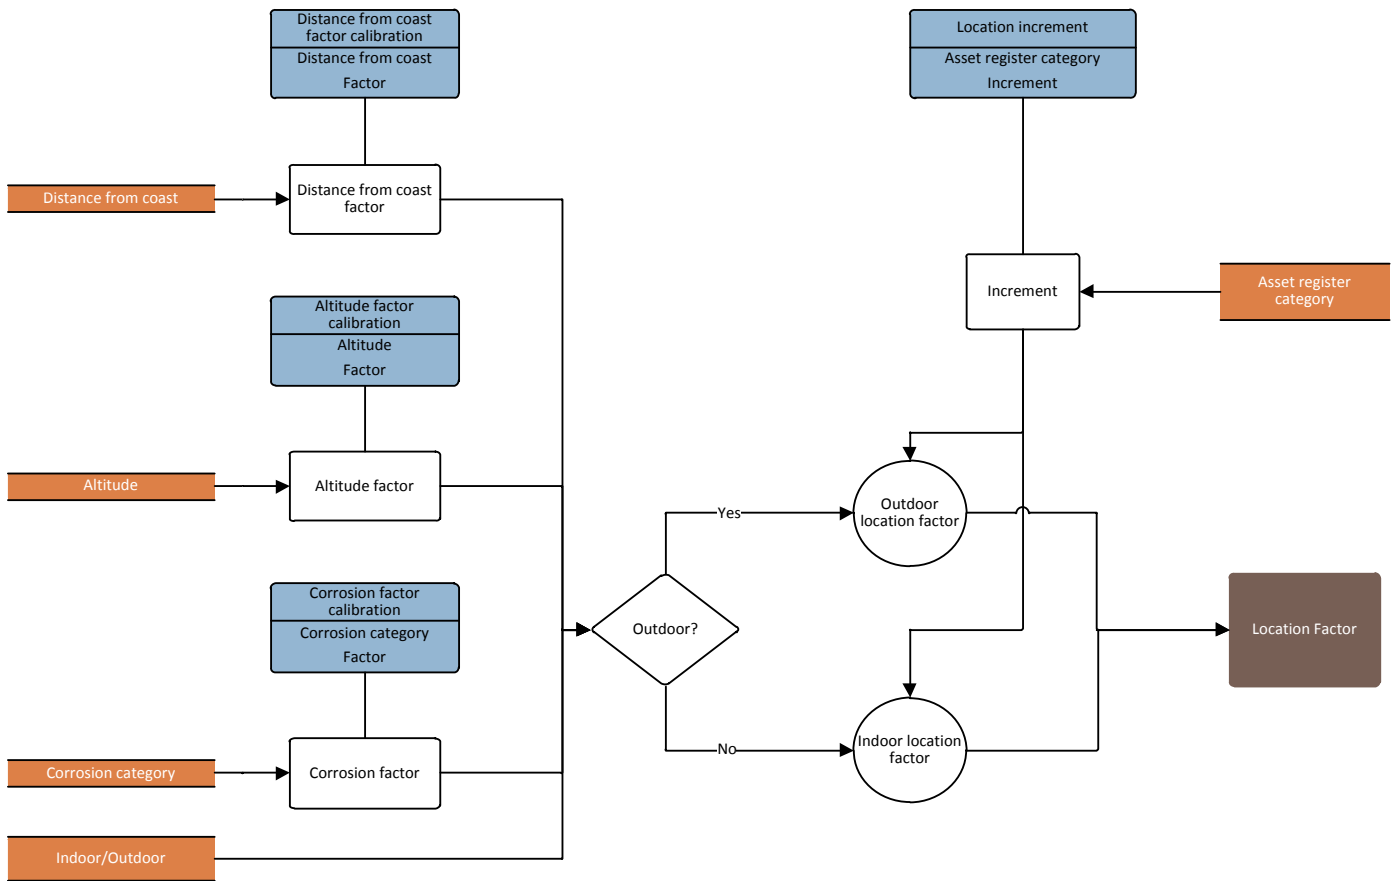 Distance from coast
factor calibration
Distance from coast
Factor
Location increment
Asset register category
Increment
Distance from coast
Distance from coast
factor
Altitude factor
calibration
Altitude
Factor
Increment
Asset register
category
Altitude
Altitude factor
Yes
Outdoor
location factor
Corrosion factor
calibration
Corrosion category
Factor
Outdoor?
Location Factor
No
Indoor location
factor
Corrosion category
Corrosion factor
Indoor/Outdoor